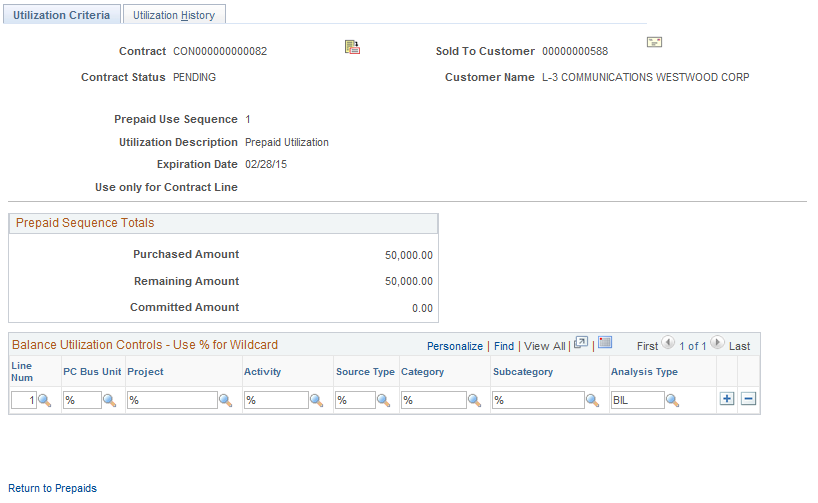 Utilization Criteria Utilization History
Contract CON000000000082 Sold To Customer 00000000588
Contract Status PENDING Customer Name L-3 COMMUNICATIONS WESTWOOD CORP
Prepaid Use Sequence 1
Utilization Description Prepaid Utilization
Expiration Date 02/28/15
Use only for Contract Line
Prepaid Sequence Totals
Purchased Amount 50,000.00
Remaining Amount 50,000.00
Committed Amount 0.00
Balance Utilization Controls - Use % for Wildcard Personalize | Find | View All | | First 1 of 1 Last
Line Num PC Bus Unit Project Activity Source Type Category Subcategory Analysis Type
1 % % % % % % BIL
Return to Prepaids